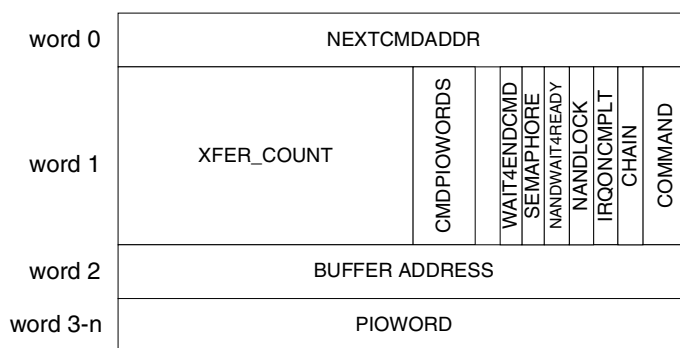 word 0
NEXTCMDADDR
word 1
XFER_COUNT
CMDPIOWORDS
WAIT4ENDCMD
SEMAPHORE
NANDWAIT4READY
NANDLOCK
IRQONCMPLT
CHAIN
COMMAND
word 2
BUFFER ADDRESS
word 3-n
PIOWORD